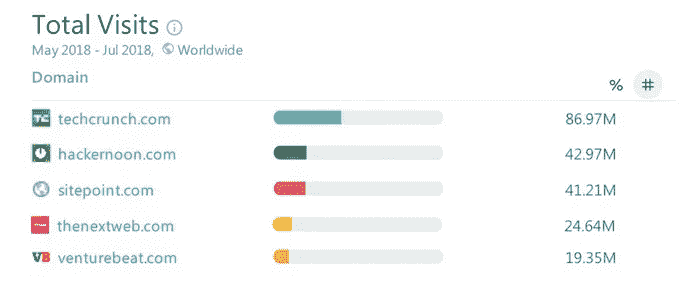 Total Visits
May 2018 - Jul 2018, Worldwide
Domain % #
TC techcrunch.com 86.97M
hackernoon.com 42.97M
sitepoint.com 41.21M
thenextweb.com 24.64M
VB venturebeat.com 19.35M